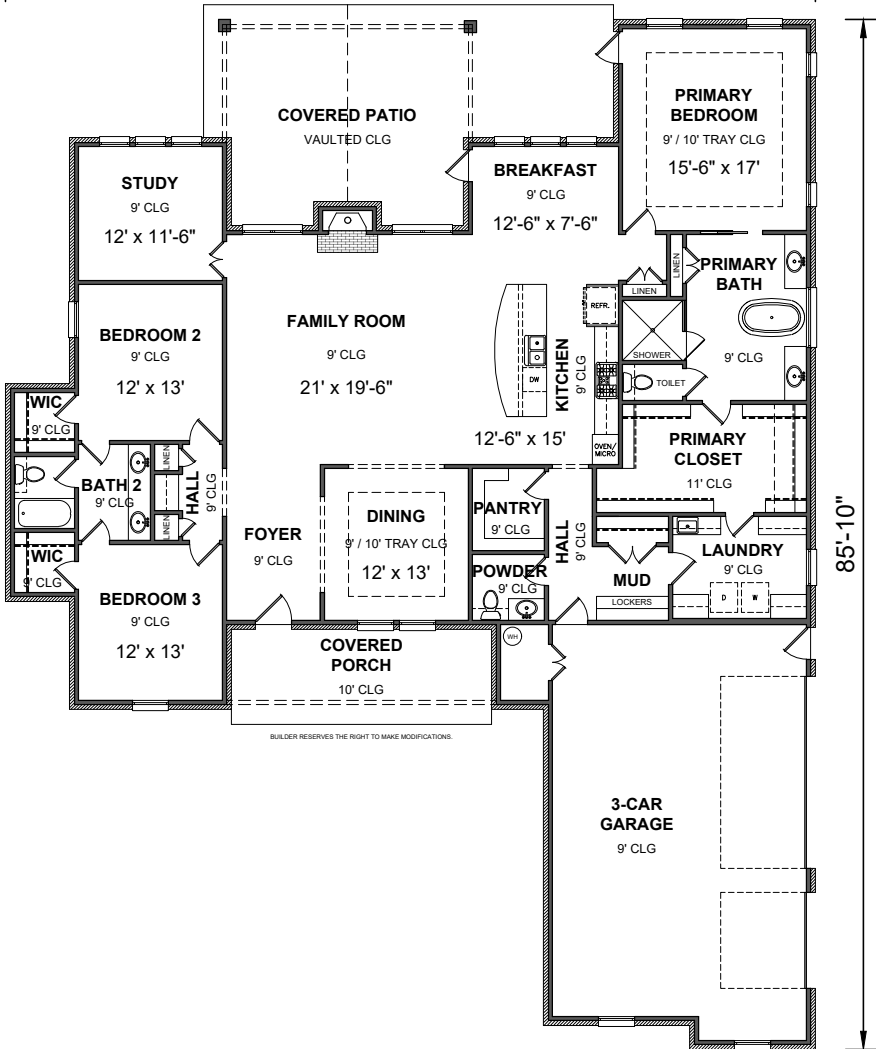 COVERED PATIO
VAULTED CLG
PRIMARY
BEDROOM
9' / 10' TRAY CLG
15'-6" x 17'
STUDY
9' CLG
12' x 11'-6"
BREAKFAST
9' CLG
12'-6" x 7'-6"
LINEN
LINEN
PRIMARY
BATH
9' CLG
BEDROOM 2
9' CLG
12' x 13'
FAMILY ROOM
9' CLG
21' x 19'-6"
REFR.
DW
KITCHEN
9' CLG
12'-6" x 15'
OVEN/
MICRO
SHOWER
TOILET
WIC
9' CLG
PRIMARY
CLOSET
11' CLG
BATH 2
9' CLG
LINEN
HALL
9' CLG
LINEN
FOYER
9' CLG
DINING
9' / 10' TRAY CLG
12' x 13'
PANTRY
9' CLG
HALL
9' CLG
LAUNDRY
9' CLG
D
W
MUD
LOCKERS
POWDER
9' CLG
WIC
9' CLG
BEDROOM 3
9' CLG
12' x 13'
COVERED
PORCH
10' CLG
WH
BUILDER RESERVES THE RIGHT TO MAKE MODIFICATIONS.
3-CAR
GARAGE
9' CLG
85'-10"